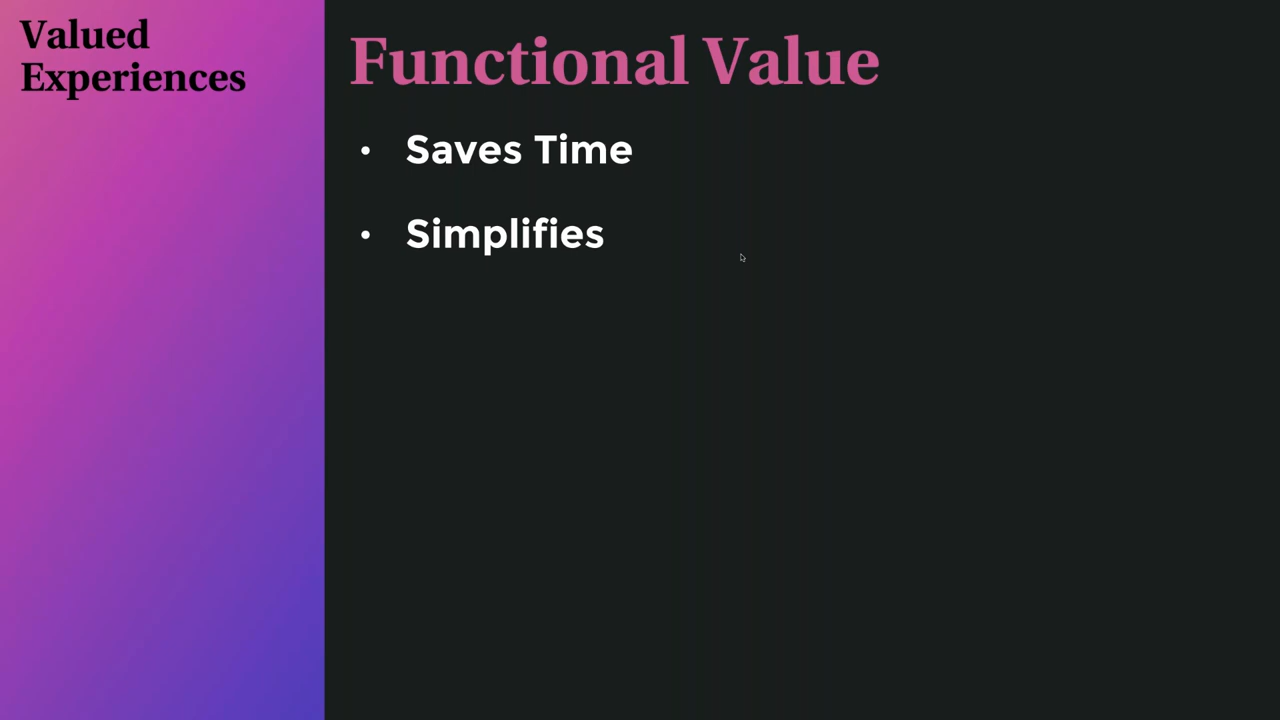 Valued
Experiences
Functional Value
• Saves Time
• Simplifies